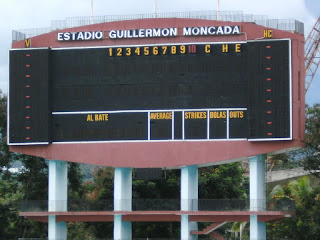 ESTADIO GUILLERMON MONCADA
V HC
1 2 3 4 5 6 7 8 9 10 C H E
AL BATE AVERAGE STRIKES BOLAS OUTS